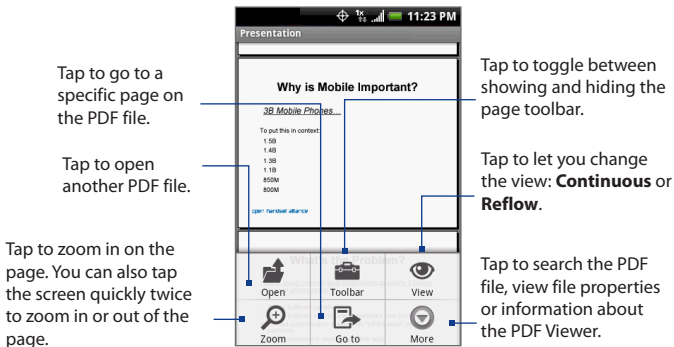 1x 11:23 PM
Presentation
Why is Mobile Important?
3B Mobile Phones...
To put this in context:
1.5B
1.4B
1.3B
1.1B
850M
800M
open handset alliance
What's the Problem?
Open
Toolbar
View
Zoom
Go to
More
Tap to go to a
specific page on
the PDF file.
Tap to open
another PDF file.
Tap to zoom in on the
page. You can also tap
the screen quickly twice
to zoom in or out of the
page.
Tap to toggle between
showing and hiding the
page toolbar.
Tap to let you change
the view: Continuous or
Reflow.
Tap to search the PDF
file, view file properties
or information about
the PDF Viewer.